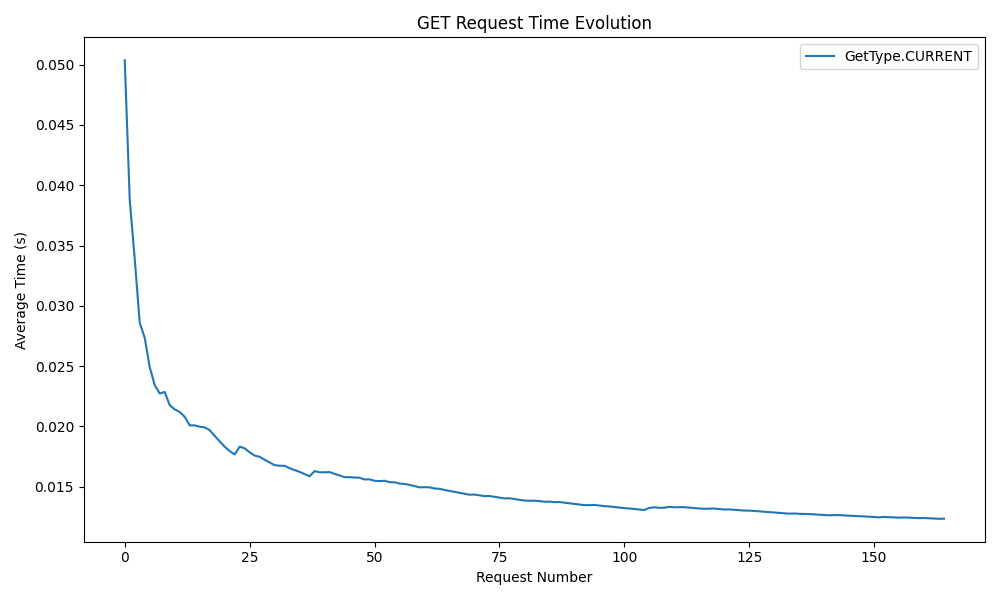 GET Request Time Evolution
GetType.CURRENT
Average Time (s)
0.050
0.045
0.040
0.035
0.030
0.025
0.020
0.015
0 25 50 75 100 125 150
Request Number